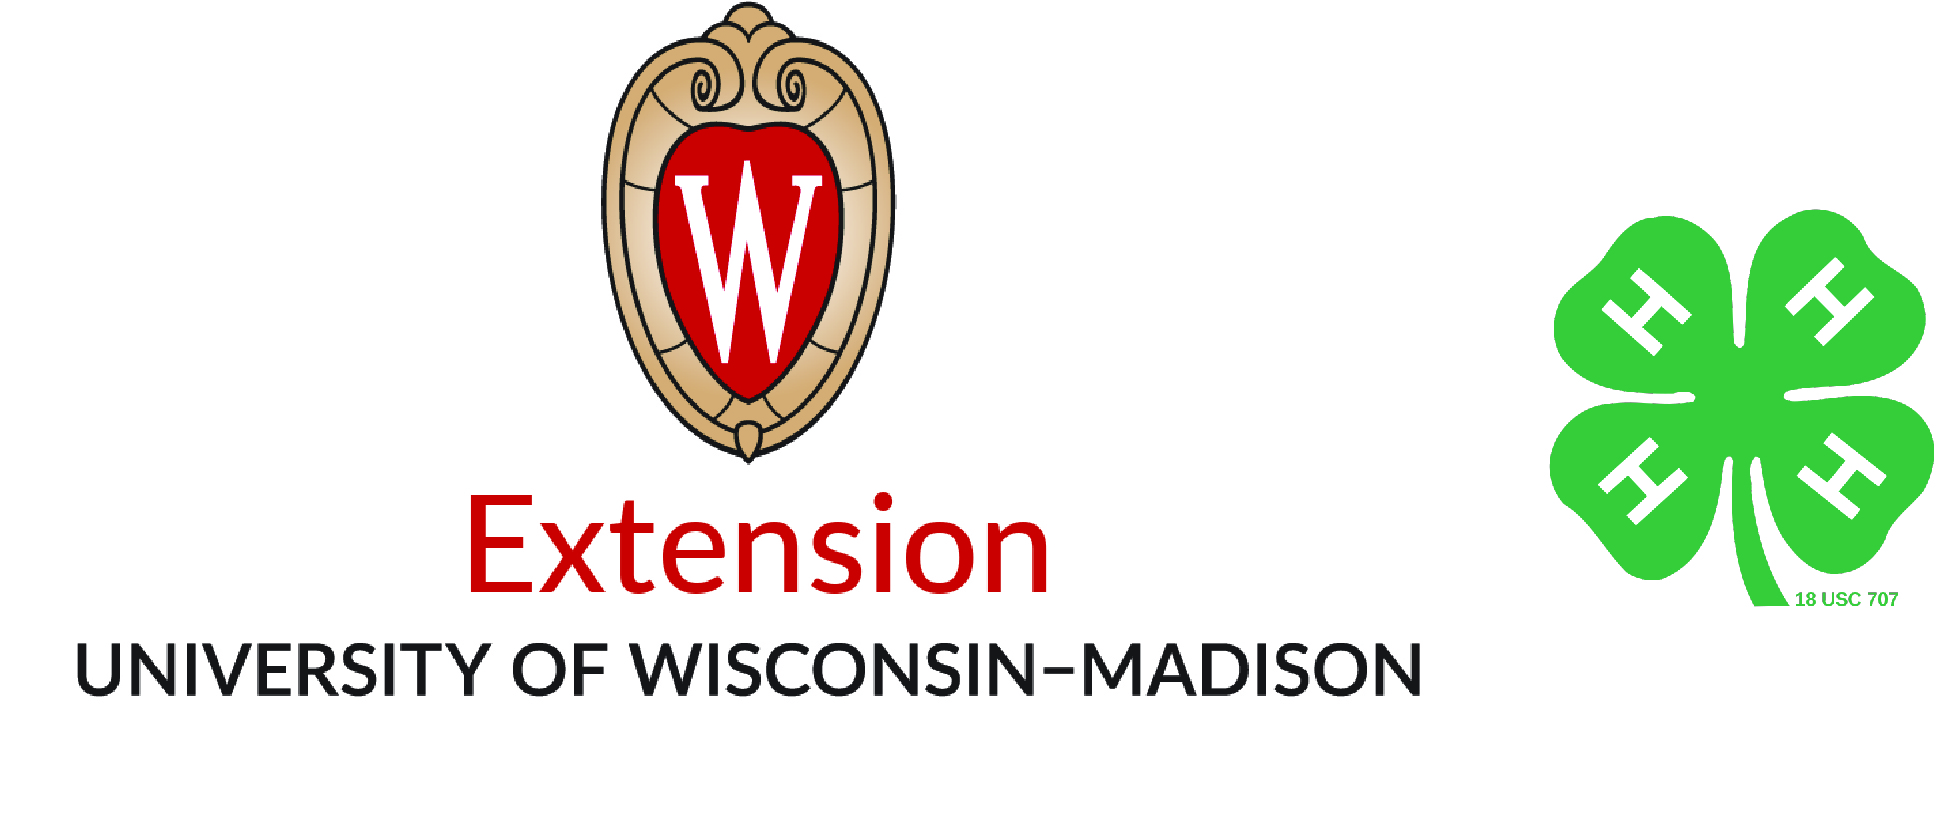 W
Extension
UNIVERSITY OF WISCONSIN–MADISON
H H
H H
18 USC 707